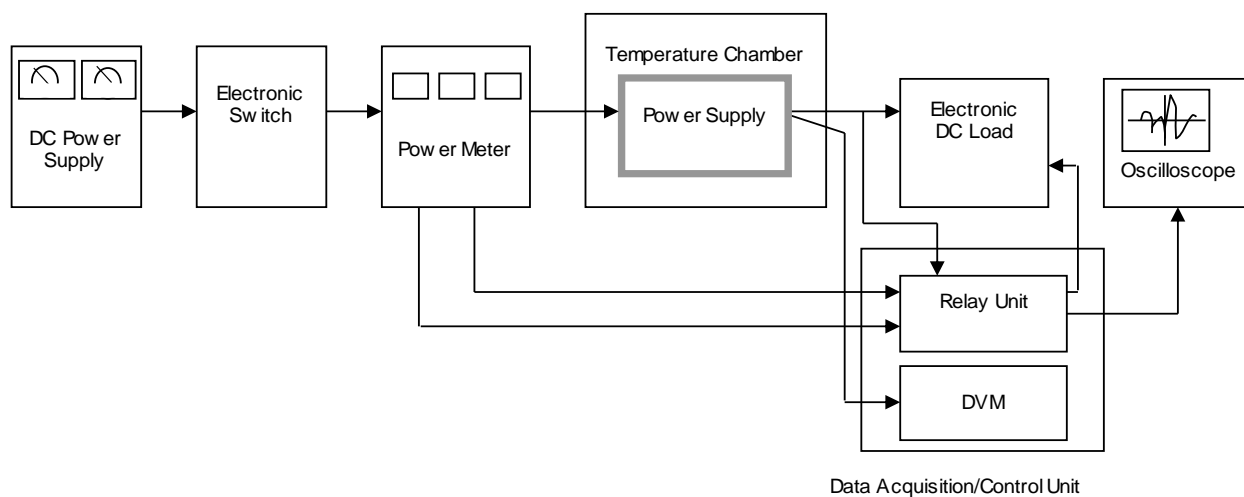 DC Power
Supply
Electronic
Switch
Power Meter
Temperature Chamber
Power Supply
Electronic
DC Load
Oscilloscope
Relay Unit
DVM
Data Acquisition/Control Unit